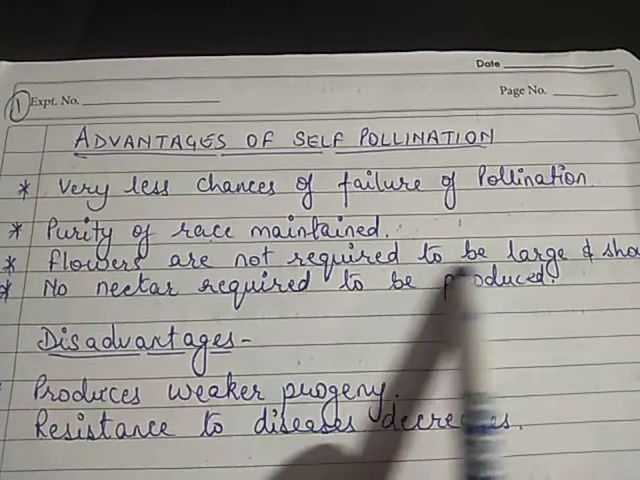 Date
① Expt. No.
Page No.
ADVANTAGES OF SELF POLLINATION
* Very less chances of failure of Pollination.
* Purity of race maintained.
* flowers are not required to be large &
* No nectar required to be produced.
Disadvantages-
Produces weaker progeny.
Resistance to diseases decreases.